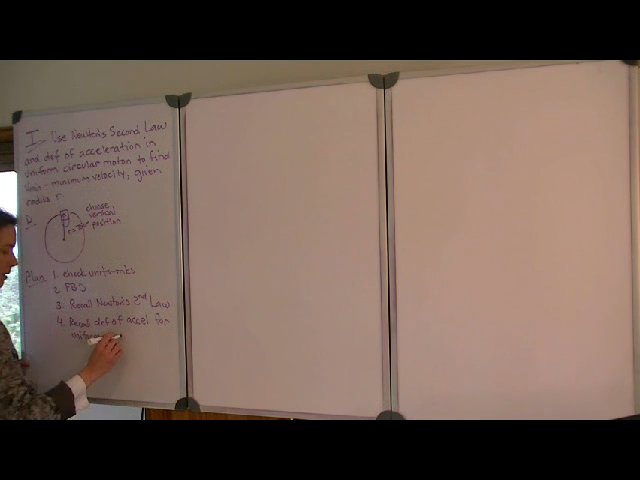 I Use Newton's Second Law
and def of acceleration in
uniform circular motion to find
minimum velocity, given
radius r
D
choose
vertical
position
Plan 1. Check units
2. FBD
3. Recall Newton's 2nd Law
4. Recall def of accel for
uniform